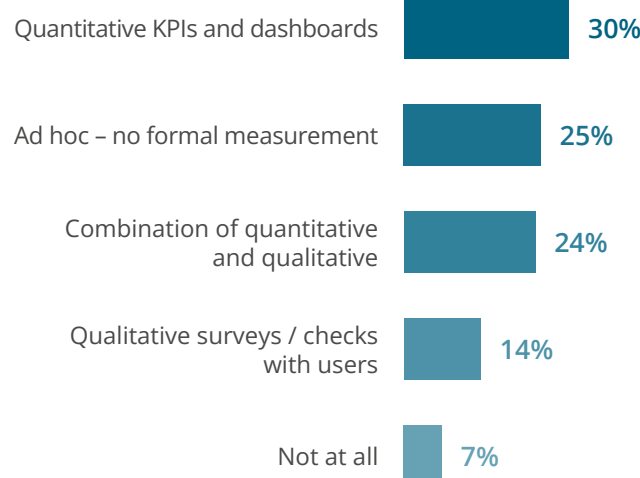 Quantitative KPIs and dashboards 30%
Ad hoc – no formal measurement 25%
Combination of quantitative
and qualitative 24%
Qualitative surveys / checks
with users 14%
Not at all 7%